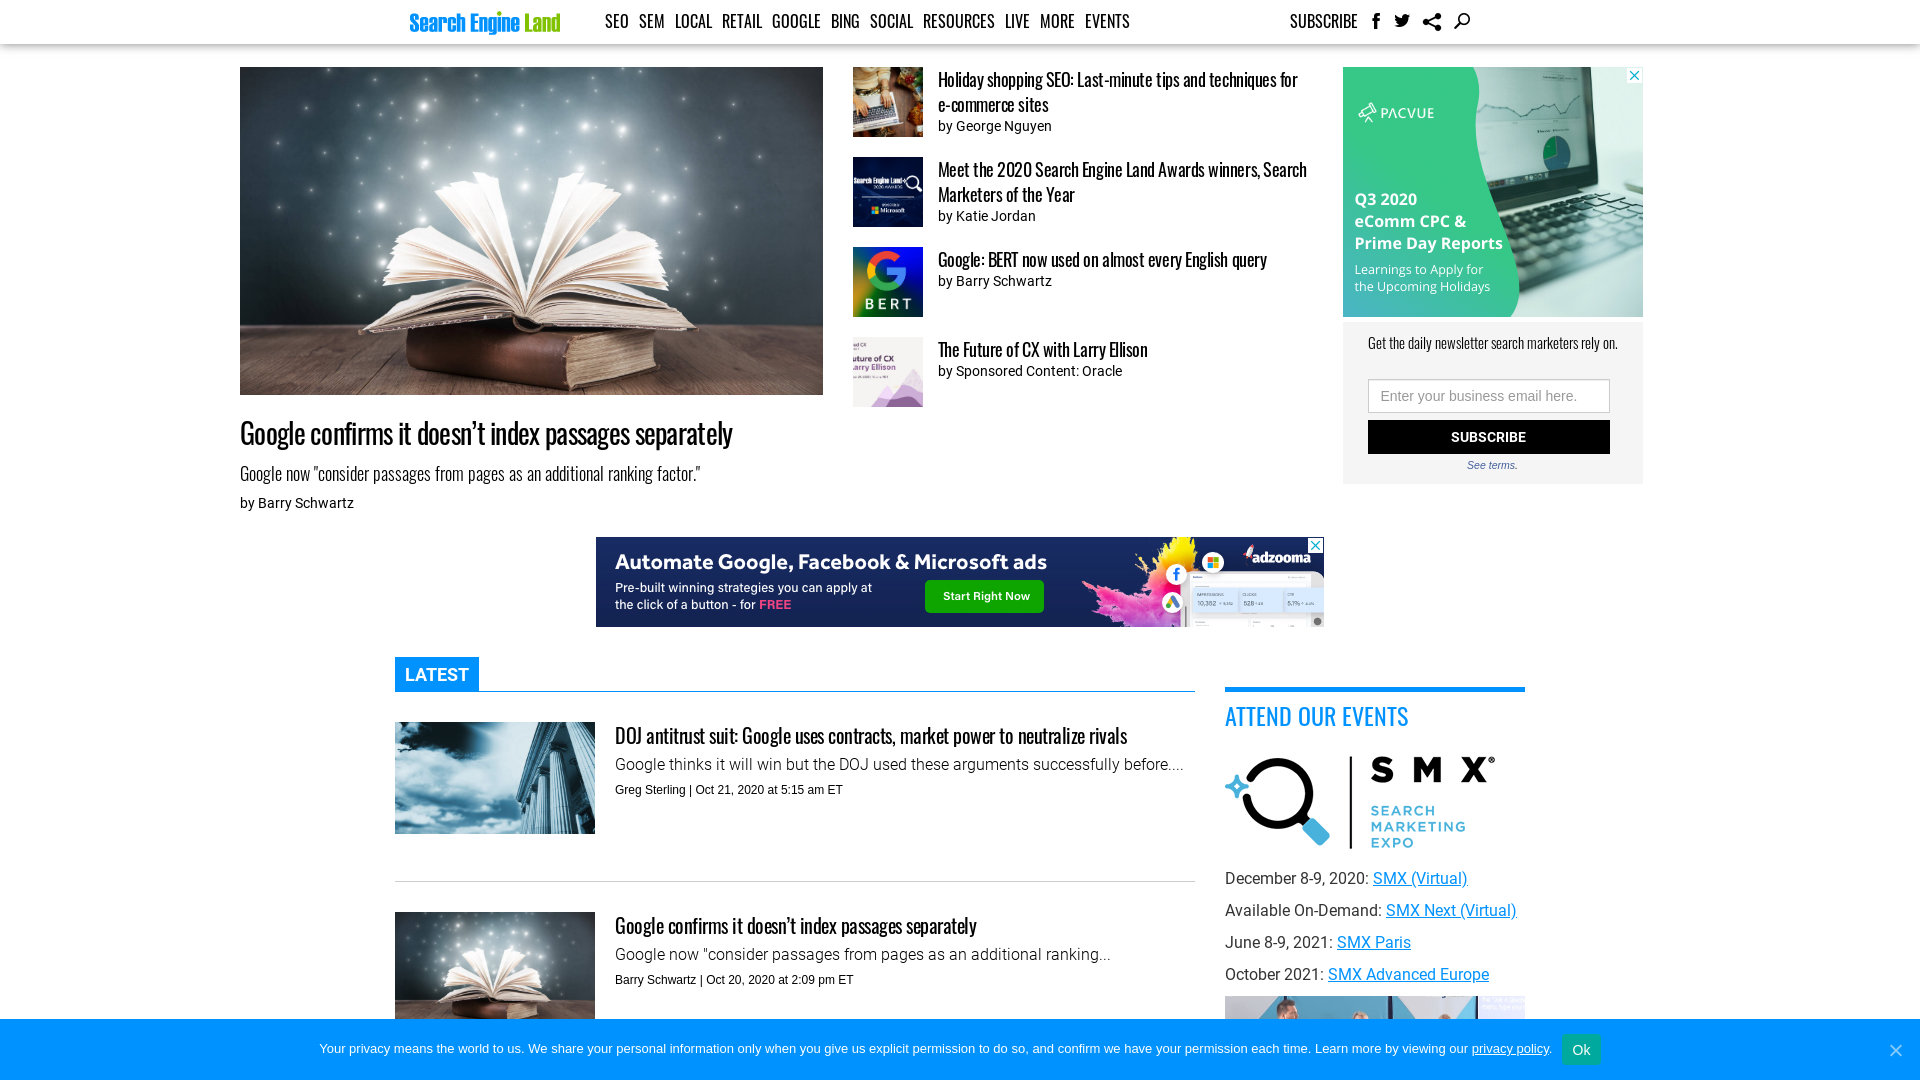 Search Engine Land
SEO SEM LOCAL RETAIL GOOGLE BING SOCIAL RESOURCES LIVE MORE EVENTS
SUBSCRIBE
Holiday shopping SEO: Last-minute tips and techniques for
e-commerce sites
by George Nguyen
Search Engine Land
2020 AWARDS
Microsoft
Meet the 2020 Search Engine Land Awards winners, Search
Marketers of the Year
by Katie Jordan
BERT
Google: BERT now used on almost every English query
by Barry Schwartz
The Future of CX with Larry Ellison
by Sponsored Content: Oracle
Google confirms it doesn’t index passages separately
Google now "consider passages from pages as an additional ranking factor."
by Barry Schwartz
PACVUE
Q3 2020
eComm CPC &
Prime Day Reports
Learnings to Apply for
the Upcoming Holidays
Get the daily newsletter search marketers rely on.
Enter your business email here.
SUBSCRIBE
See terms.
Automate Google, Facebook & Microsoft ads
Pre-built winning strategies you can apply at
the click of a button - for FREE
Start Right Now
adzooma
LATEST
DOJ antitrust suit: Google uses contracts, market power to neutralize rivals
Google thinks it will win but the DOJ used these arguments successfully before....
Greg Sterling | Oct 21, 2020 at 5:15 am ET
Google confirms it doesn’t index passages separately
Google now "consider passages from pages as an additional ranking...
Barry Schwartz | Oct 20, 2020 at 2:09 pm ET
ATTEND OUR EVENTS
SMX®
SEARCH
MARKETING
EXPO
December 8-9, 2020: SMX (Virtual)
Available On-Demand: SMX Next (Virtual)
June 8-9, 2021: SMX Paris
October 2021: SMX Advanced Europe
Your privacy means the world to us. We share your personal information only when you give us explicit permission to do so, and confirm we have your permission each time. Learn more by viewing our privacy policy.
Ok